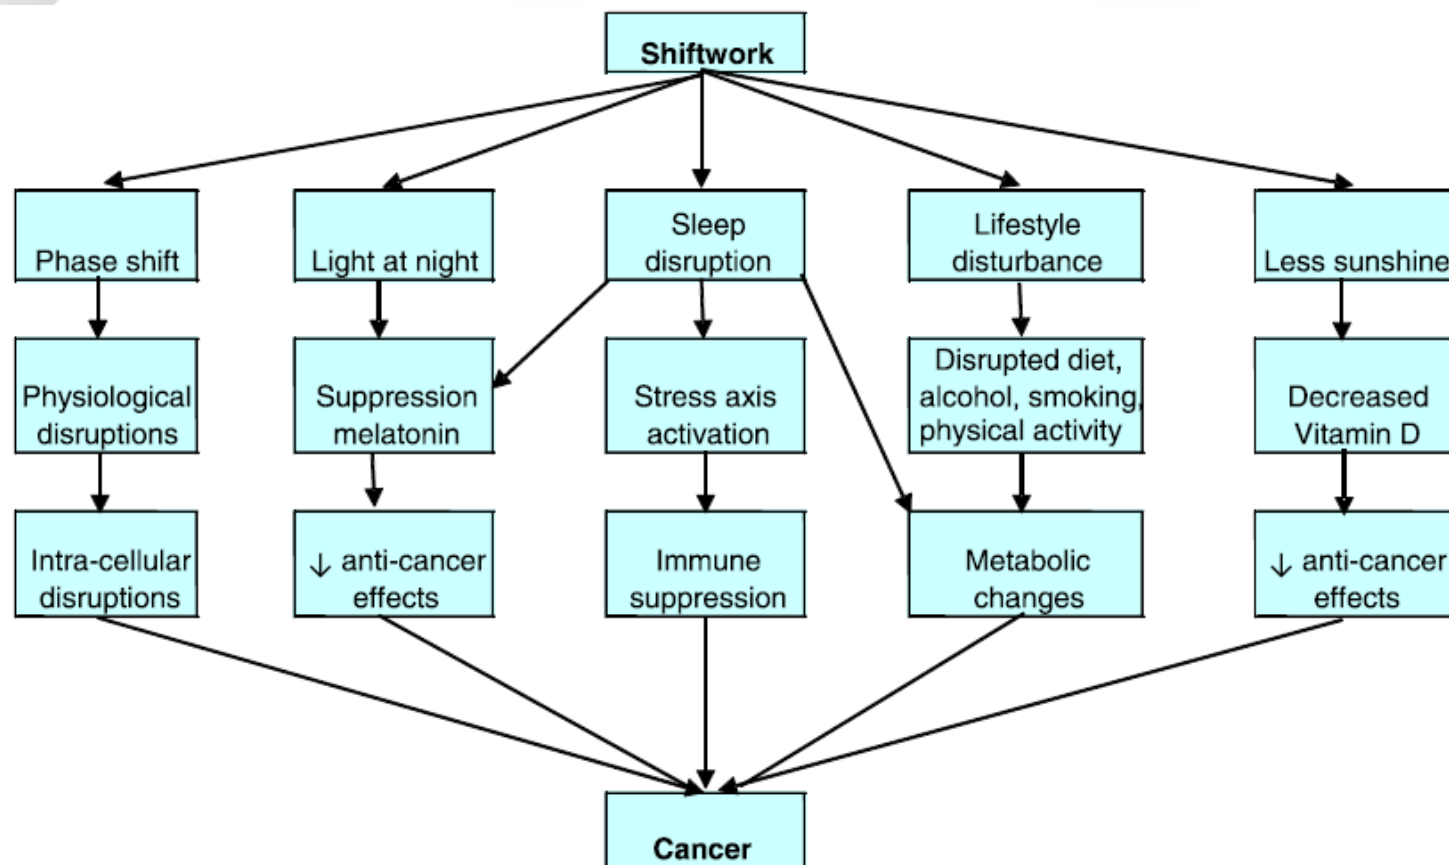 Shiftwork
Phase shift
Light at night
Sleep
disruption
Lifestyle
disturbance
Less sunshine
Physiological
disruptions
Suppression
melatonin
Stress axis
activation
Disrupted diet,
alcohol, smoking,
physical activity
Decreased
Vitamin D
Intra-cellular
disruptions
↓ anti-cancer
effects
Immune
suppression
Metabolic
changes
↓ anti-cancer
effects
Cancer